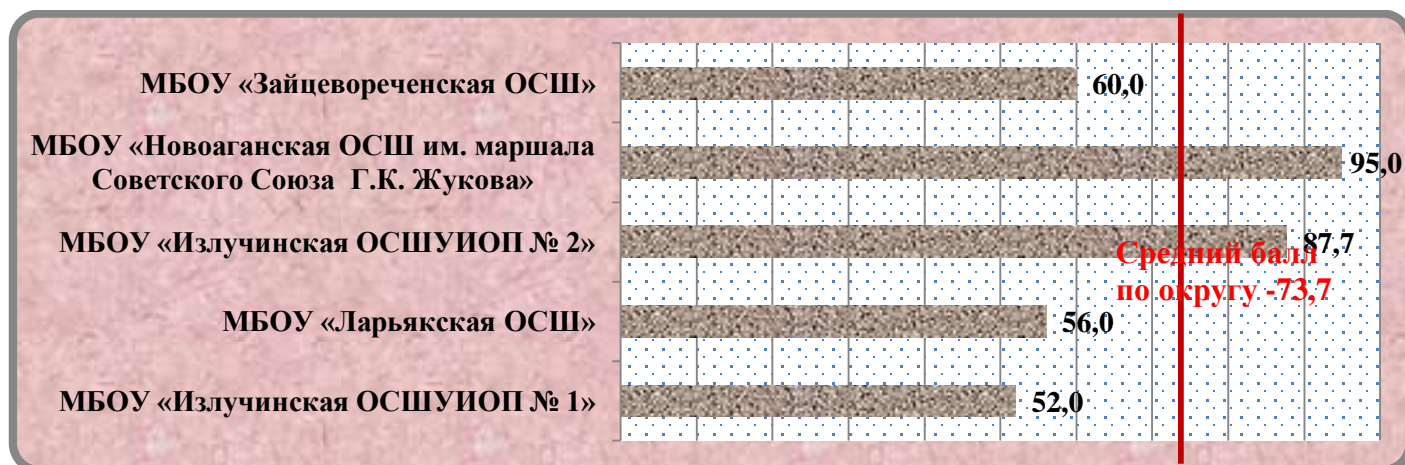 МБОУ «Зайцевореченская ОСШ»
60,0
МБОУ «Новоаганская ОСШ им. маршала
Советского Союза Г.К. Жукова»
95,0
МБОУ «Излучинская ОСШУИОП № 2»
87,7
Средний балл
по округу -73,7
МБОУ «Ларьякская ОСШ»
56,0
МБОУ «Излучинская ОСШУИОП № 1»
52,0